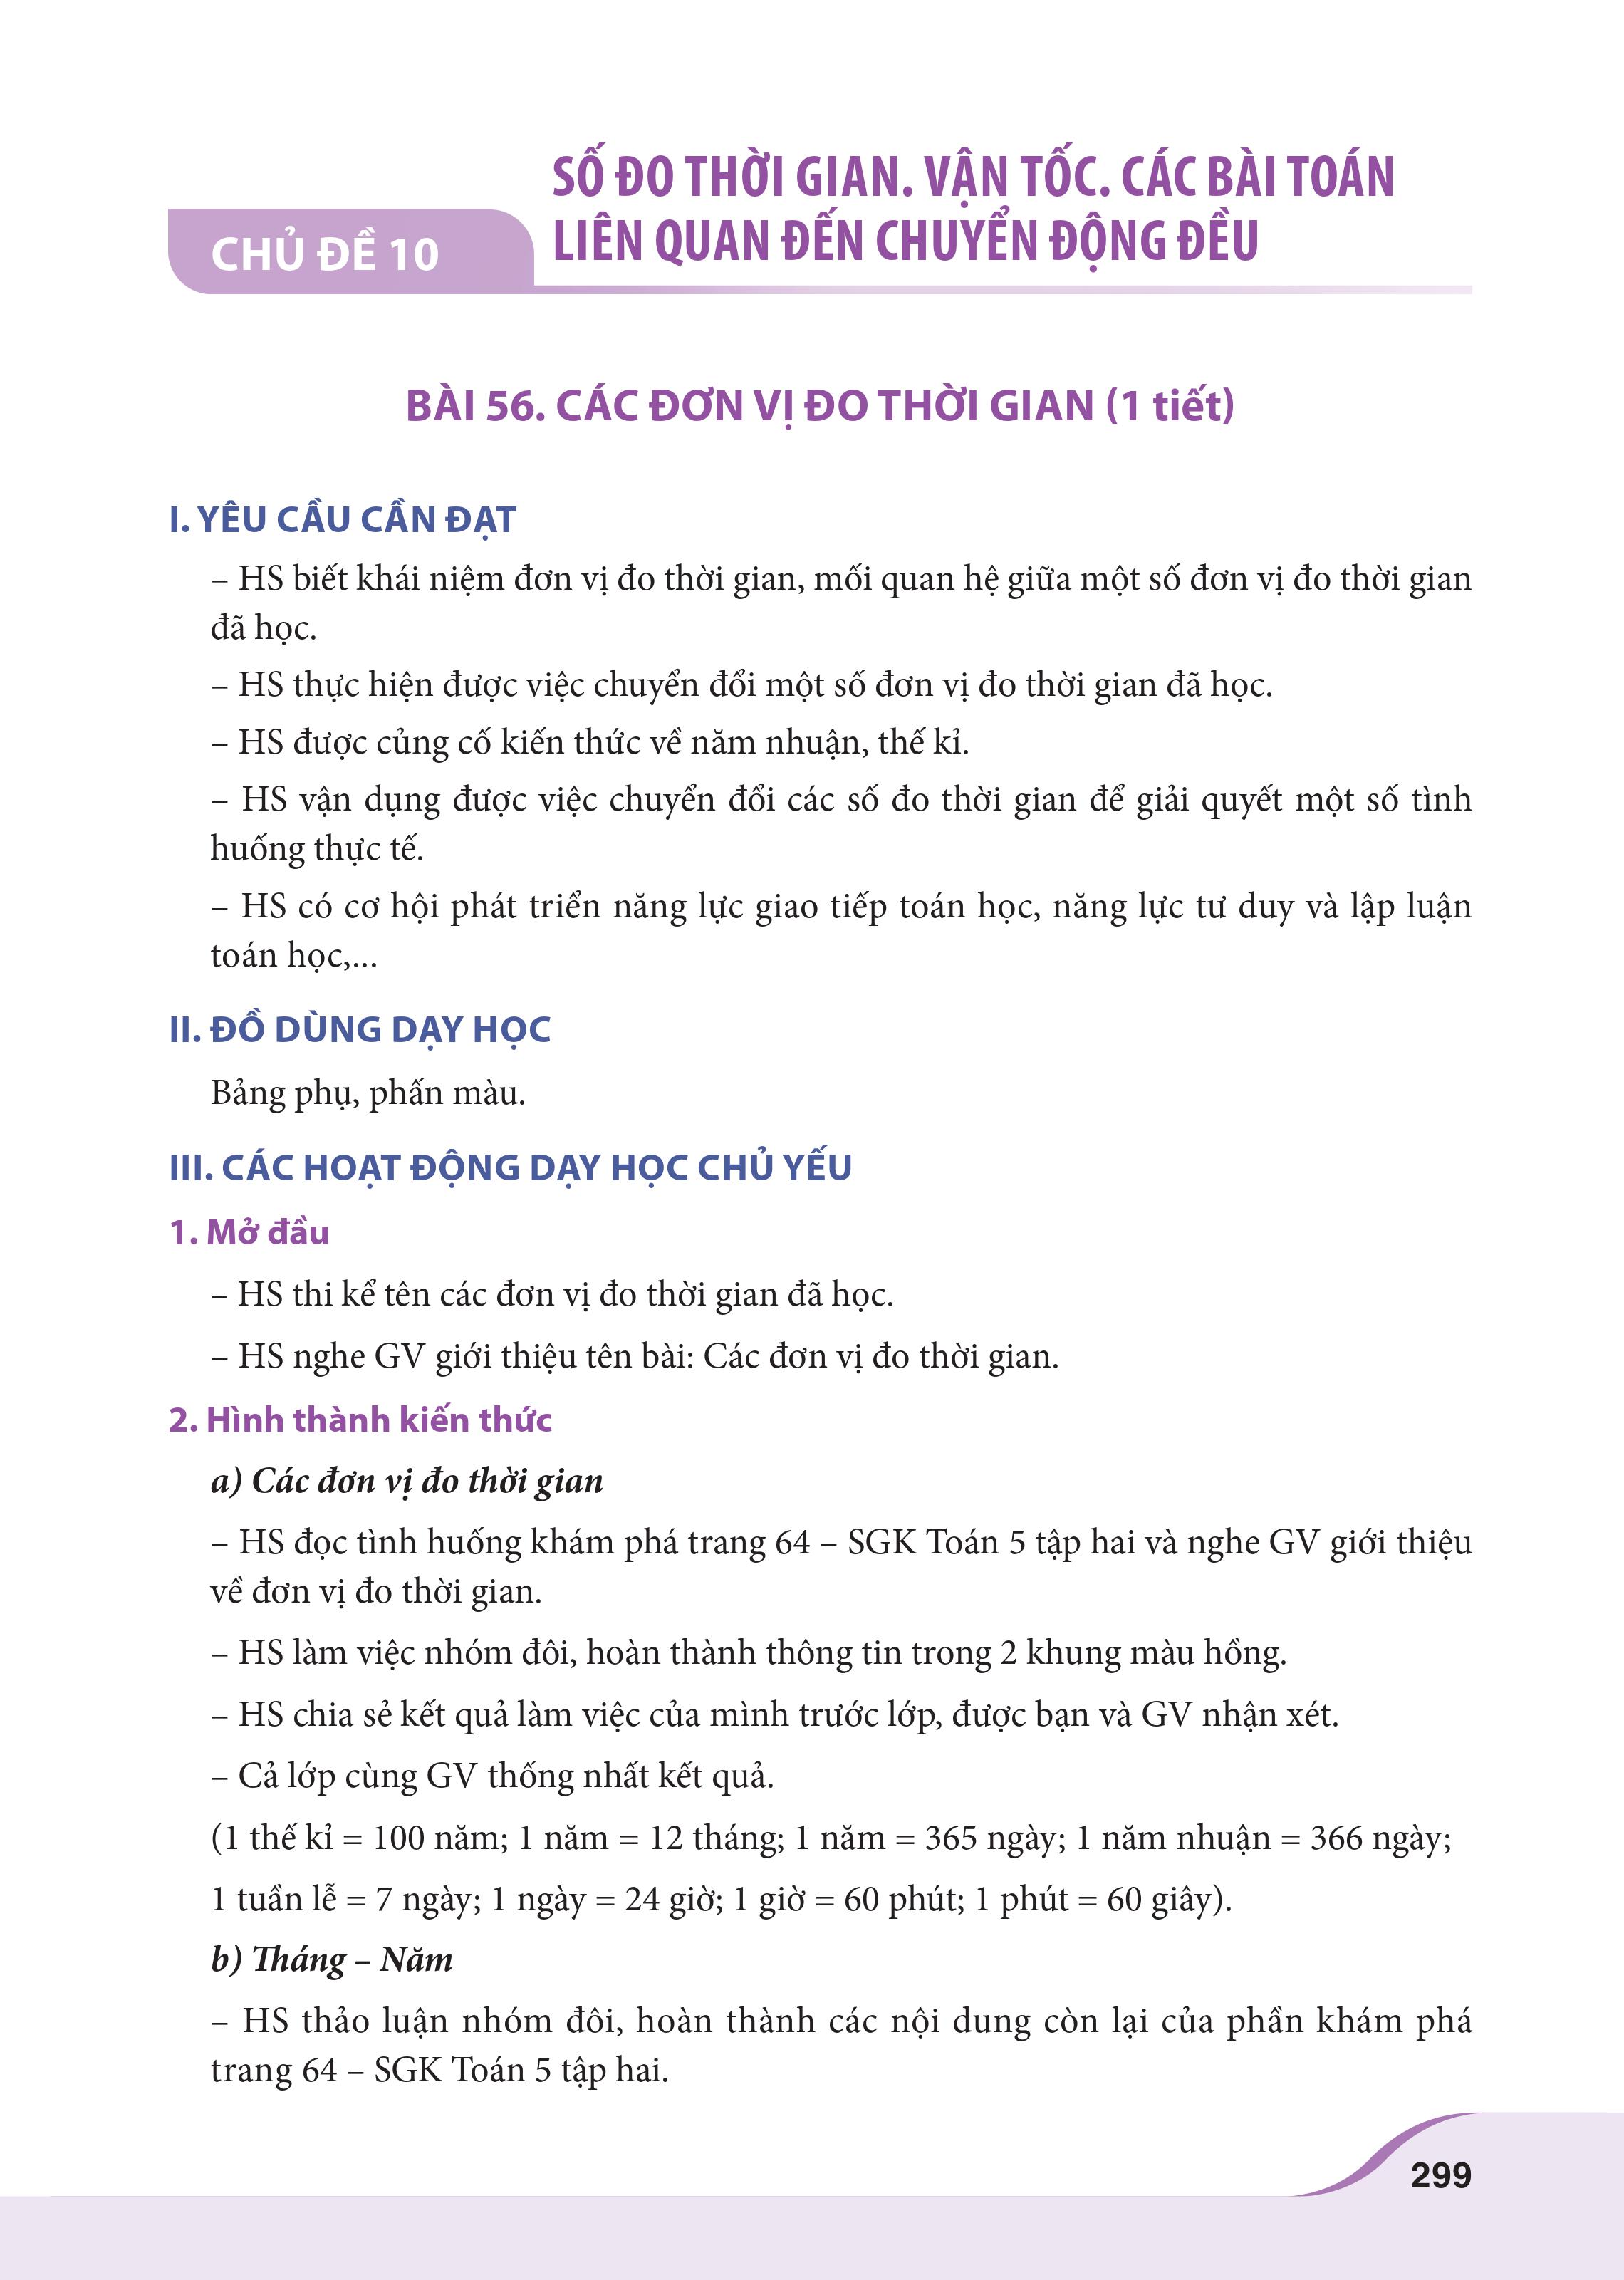 CHỦ ĐỀ 10
SỐ ĐO THỜI GIAN. VẬN TỐC. CÁC BÀI TOÁN
LIÊN QUAN ĐẾN CHUYỂN ĐỘNG ĐỀU
BÀI 56. CÁC ĐƠN VỊ ĐO THỜI GIAN (1 tiết)
I. YÊU CẦU CẦN ĐẠT
– HS biết khái niệm đơn vị đo thời gian, mối quan hệ giữa một số đơn vị đo thời gian
đã học.
– HS thực hiện được việc chuyển đổi một số đơn vị đo thời gian đã học.
– HS được củng cố kiến thức về năm nhuận, thế kỉ.
– HS vận dụng được việc chuyển đổi các số đo thời gian để giải quyết một số tình
huống thực tế.
– HS có cơ hội phát triển năng lực giao tiếp toán học, năng lực tư duy và lập luận
toán học,...
II. ĐỒ DÙNG DẠY HỌC
Bảng phụ, phấn màu.
III. CÁC HOẠT ĐỘNG DẠY HỌC CHỦ YẾU
1. Mở đầu
– HS thi kể tên các đơn vị đo thời gian đã học.
– HS nghe GV giới thiệu tên bài: Các đơn vị đo thời gian.
2. Hình thành kiến thức
a) Các đơn vị đo thời gian
– HS đọc tình huống khám phá trang 64 – SGK Toán 5 tập hai và nghe GV giới thiệu
về đơn vị đo thời gian.
– HS làm việc nhóm đôi, hoàn thành thông tin trong 2 khung màu hồng.
– HS chia sẻ kết quả làm việc của mình trước lớp, được bạn và GV nhận xét.
– Cả lớp cùng GV thống nhất kết quả.
(1 thế kỉ = 100 năm; 1 năm = 12 tháng; 1 năm = 365 ngày; 1 năm nhuận = 366 ngày;
1 tuần lễ = 7 ngày; 1 ngày = 24 giờ; 1 giờ = 60 phút; 1 phút = 60 giây).
b) Tháng – Năm
– HS thảo luận nhóm đôi, hoàn thành các nội dung còn lại của phần khám phá
trang 64 – SGK Toán 5 tập hai.
299